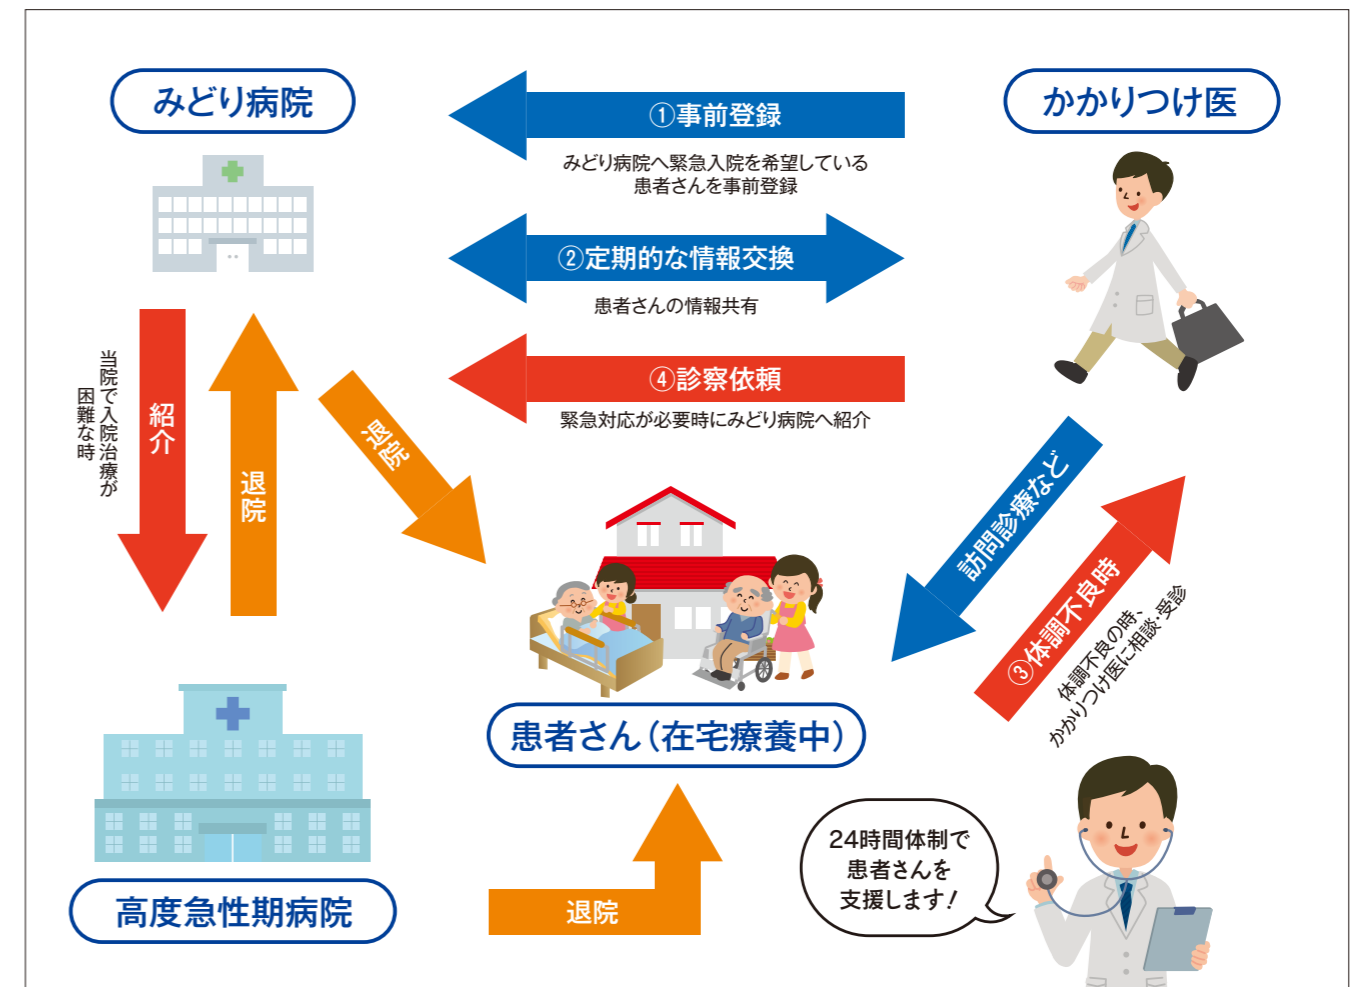 みどり病院
かかりつけ医
①事前登録
みどり病院へ緊急入院を希望している
患者さんを事前登録
②定期的な情報交換
患者さんの情報共有
④診察依頼
緊急対応が必要時にみどり病院へ紹介
当院で入院治療が
困難な時
紹介
退院
退院
訪問診療など
③体調不良時
体調不良の時、
かかりつけ医に相談・受診
患者さん（在宅療養中）
高度急性期病院
退院
24時間体制で
患者さんを
支援します！